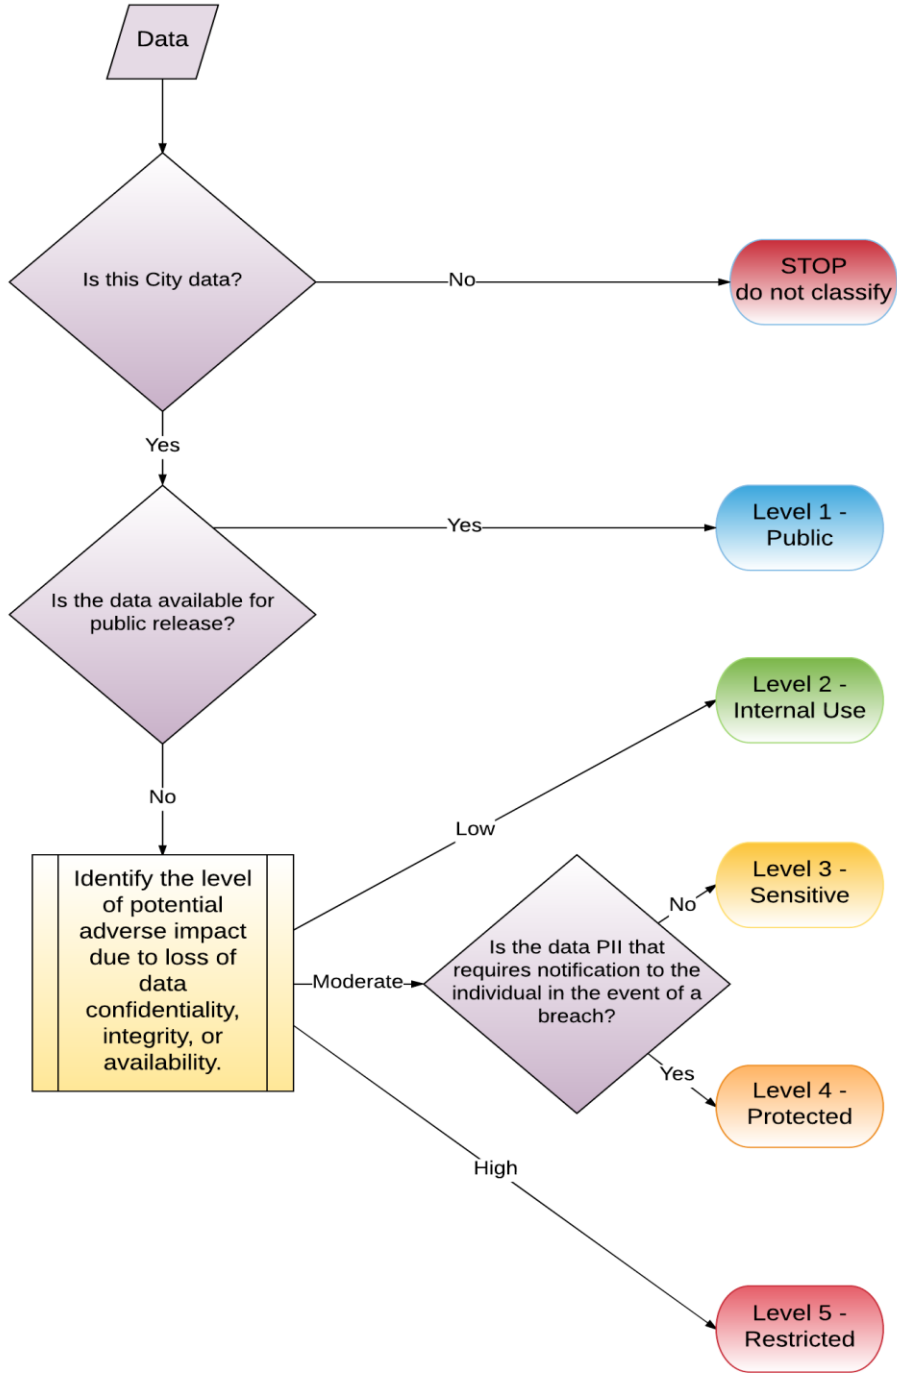 Data
Is this City data?
No
STOP
do not classify
Yes
Yes
Level 1 -
Public
Is the data available for
public release?
Level 2 -
Internal Use
No
Low
Identify the level
of potential
adverse impact
due to loss of
data
confidentiality,
integrity, or
availability.
Moderate
Is the data PII that
requires notification to the
individual in the event of a
breach?
No
Level 3 -
Sensitive
Yes
Level 4 -
Protected
High
Level 5 -
Restricted